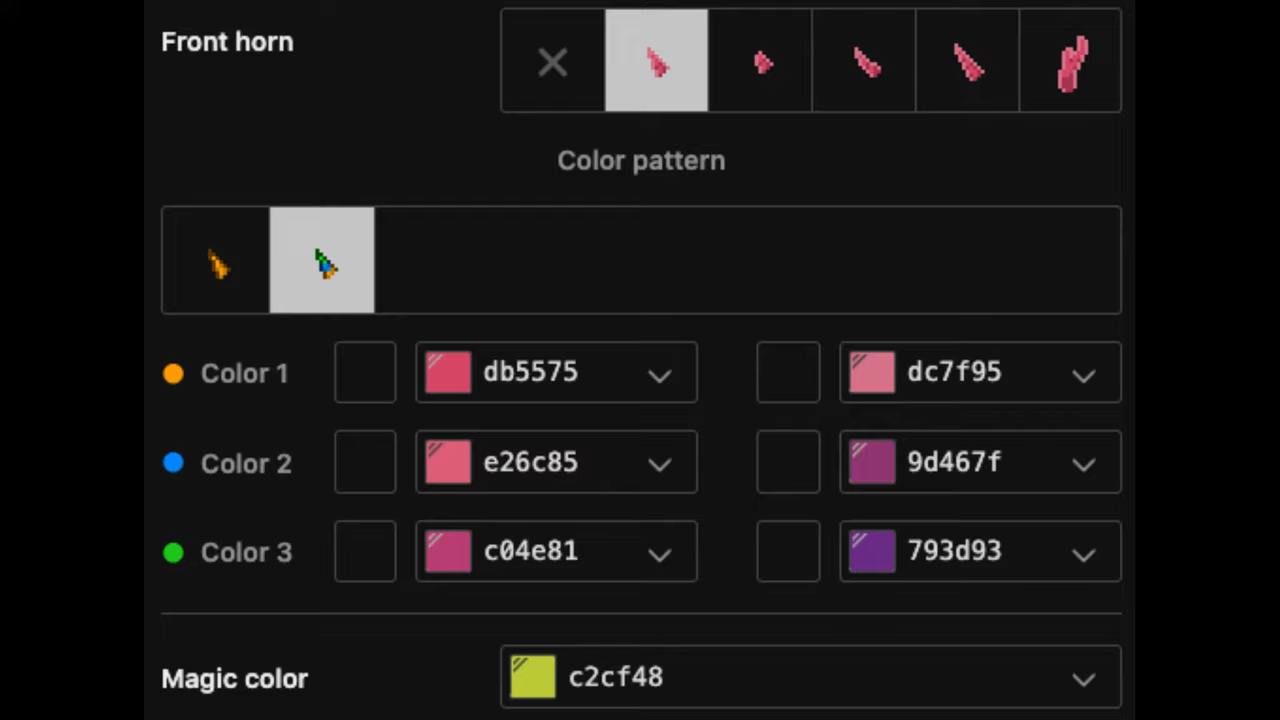 Front horn
Color pattern
Color 1 db5575 dc7f95
Color 2 e26c85 9d467f
Color 3 c04e81 793d93
Magic color c2cf48